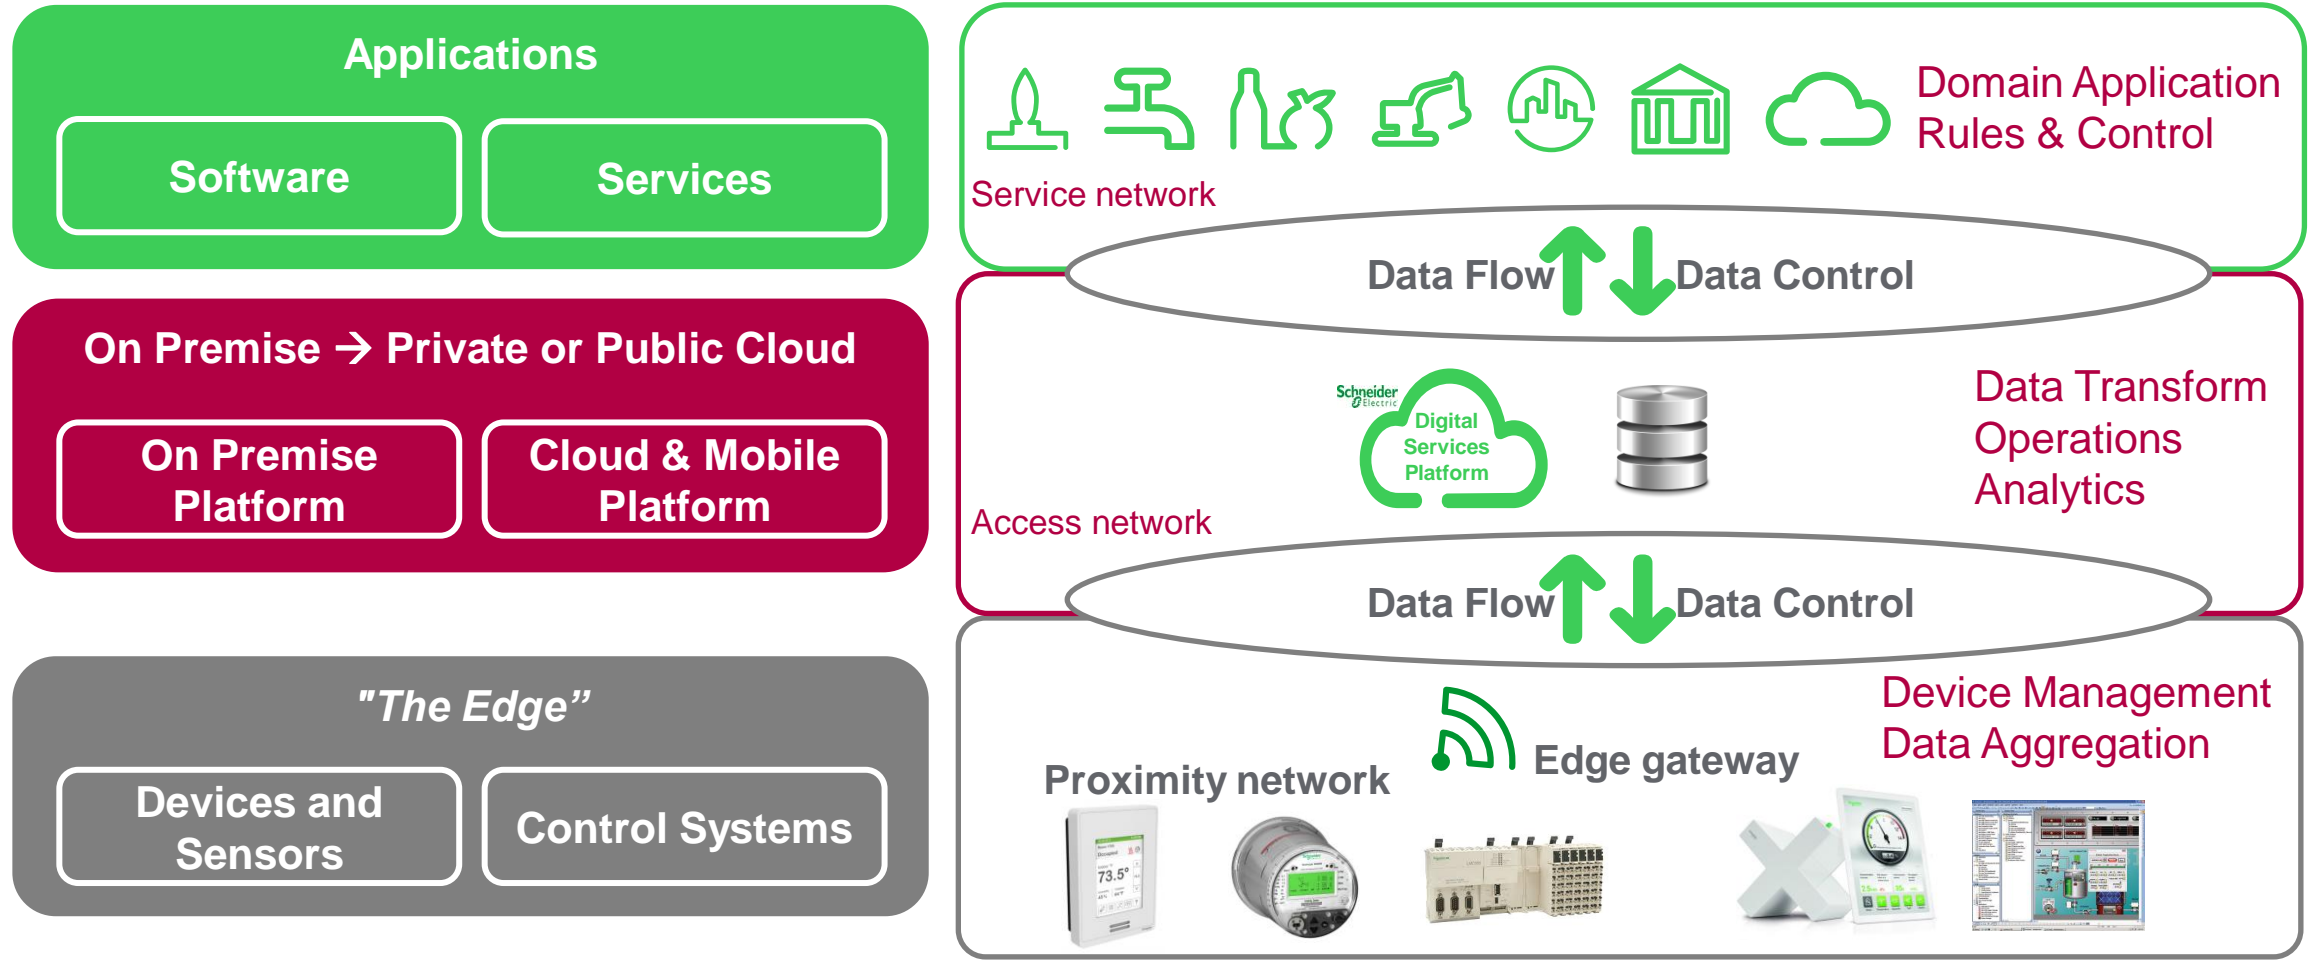 Applications
Software
Services
On Premise → Private or Public Cloud
On Premise
Platform
Cloud & Mobile
Platform
"The Edge”
Devices and
Sensors
Control Systems
Domain Application
Rules & Control
Service network
Data Flow
Data Control
Schneider
Electric
Digital
Services
Platform
Data Transform
Operations
Analytics
Access network
Data Flow
Data Control
Device Management
Data Aggregation
Edge gateway
Proximity network
73.5°